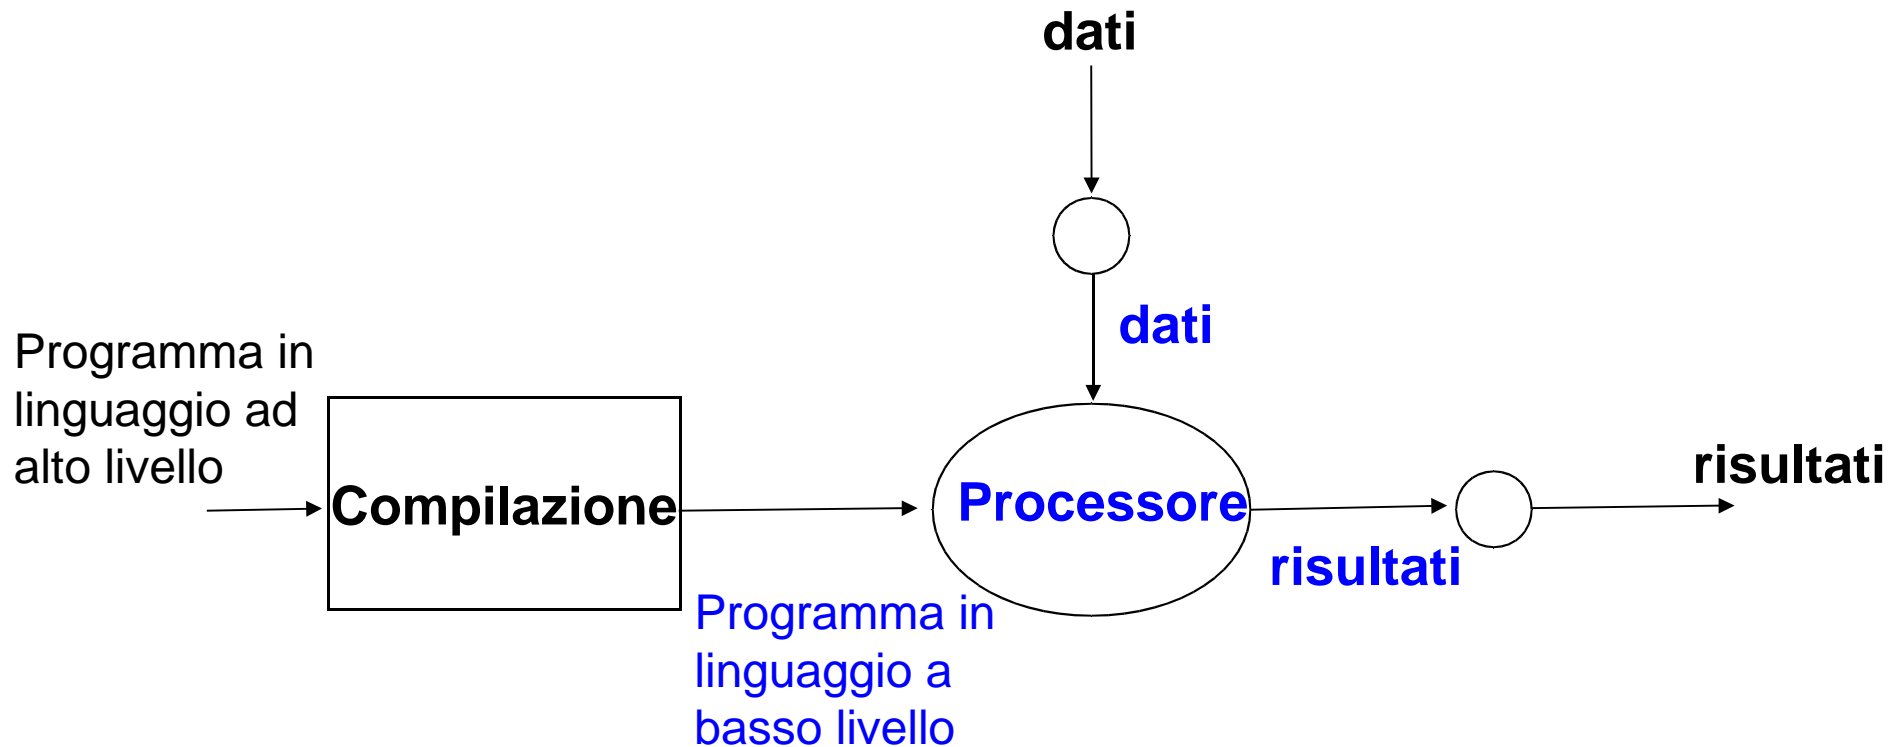 dati
dati
Programma in
linguaggio ad
alto livello
Compilazione
Processore
risultati
risultati
Programma in
linguaggio a
basso livello